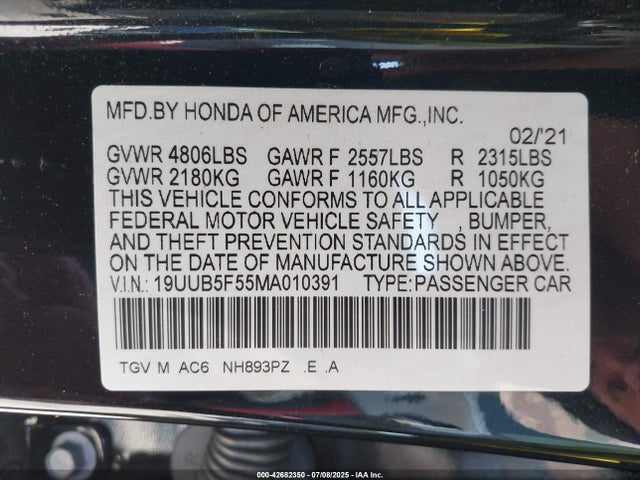 MFD.BY HONDA OF AMERICA MFG.,INC.
02/'21
GVWR 4806LBS GAWR F 2557LBS R 2315LBS
GVWR 2180KG GAWR F 1160KG R 1050KG
THIS VEHICLE CONFORMS TO ALL APPLICABLE
FEDERAL MOTOR VEHICLE SAFETY , BUMPER,
AND THEFT PREVENTION STANDARDS IN EFFECT
ON THE DATE OF MANUFACTURE SHOWN ABOVE.
V.I.N.: 19UUB5F55MA010391 TYPE:PASSENGER CAR
TGV M AC6 NH893PZ .E .A
00-42682350 - 07/08/2025 - IAA Inc.